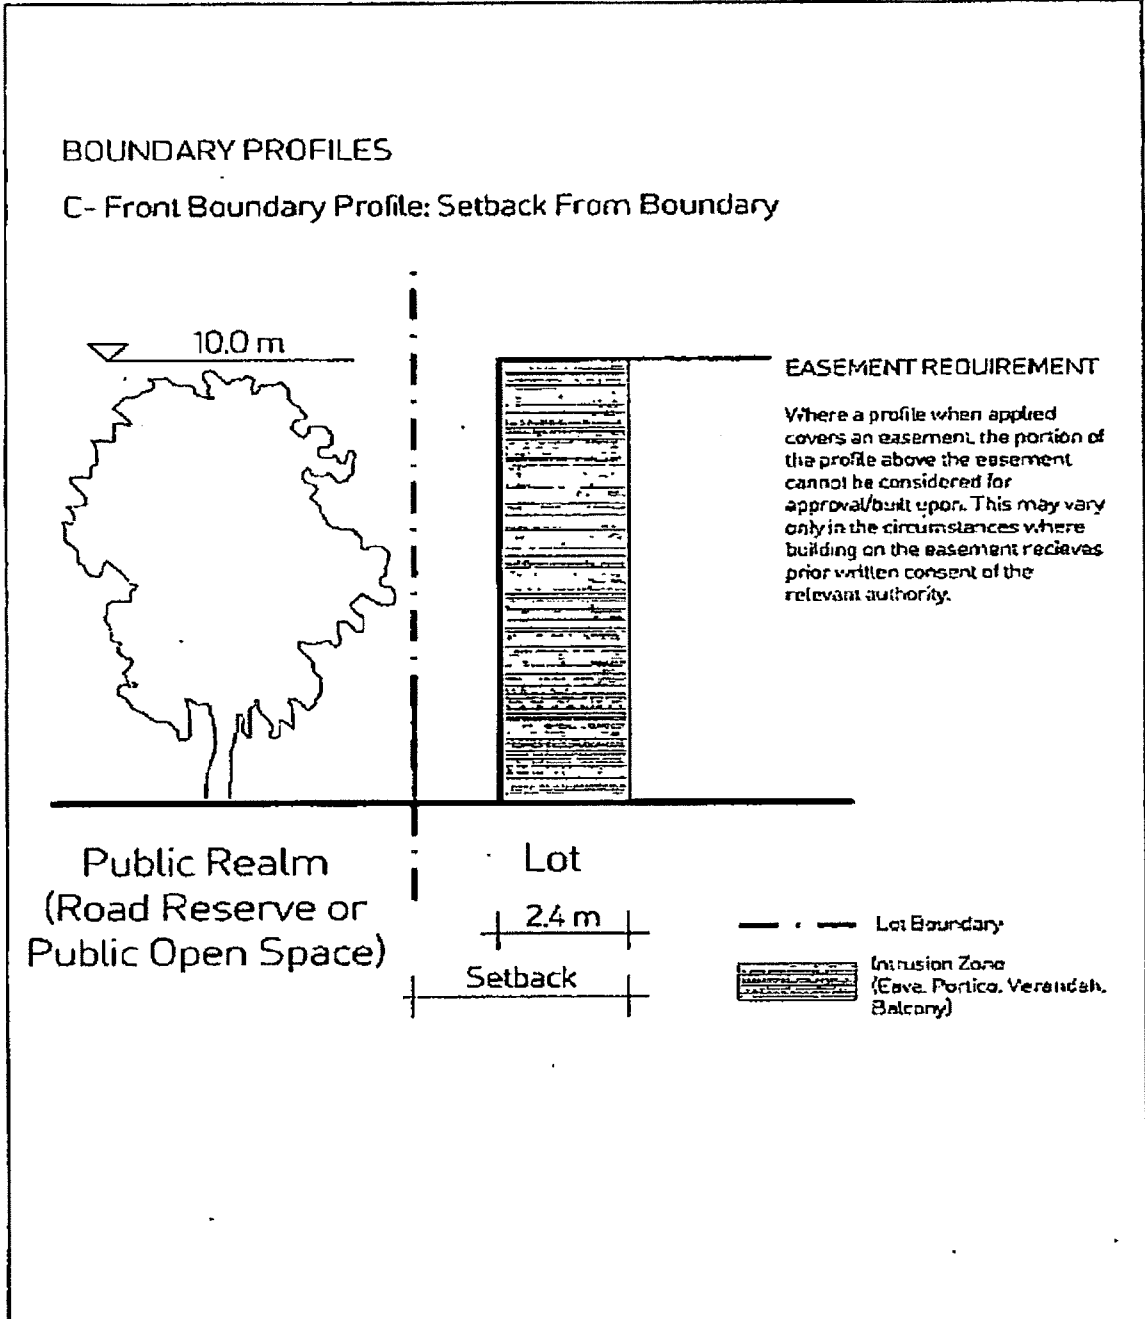 BOUNDARY PROFILES
C- Front Boundary Profile: Setback From Boundary
10.0 m
EASEMENT REQUIREMENT
Where a profile when applied
covers an easement, the portion of
the profile above the easement
cannot be considered for
approval/built upon. This may vary
only in the circumstances where
building on the easement recieves
prior written consent of the
relevant authority.
Public Realm
(Road Reserve or
Public Open Space)
Lot
2.4 m
Setback
Lot Boundary
Intrusion Zone
(Eave, Portico, Verandah,
Balcony)